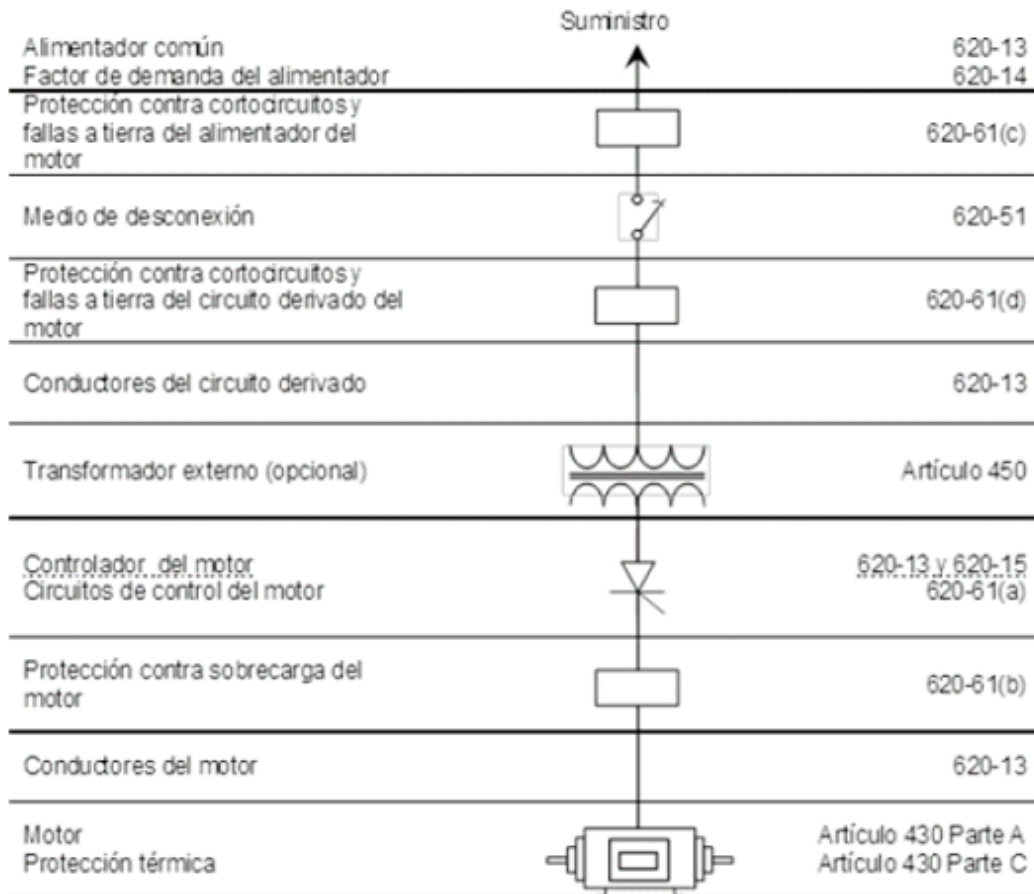 Suministro
Alimentador común 620-13
Factor de demanda del alimentador 620-14
Protección contra cortocircuitos y
fallas a tierra del alimentador del 620-61(c)
motor
Medio de desconexión 620-51
Protección contra cortocircuitos y
fallas a tierra del circuito derivado del 620-61(d)
motor
Conductores del circuito derivado 620-13
Transformador externo (opcional) Artículo 450
Controlador del motor 620-13 y 620-15
Circuitos de control del motor 620-61(a)
Protección contra sobrecarga del
motor 620-61(b)
Conductores del motor 620-13
Motor Artículo 430 Parte A
Protección térmica Artículo 430 Parte C